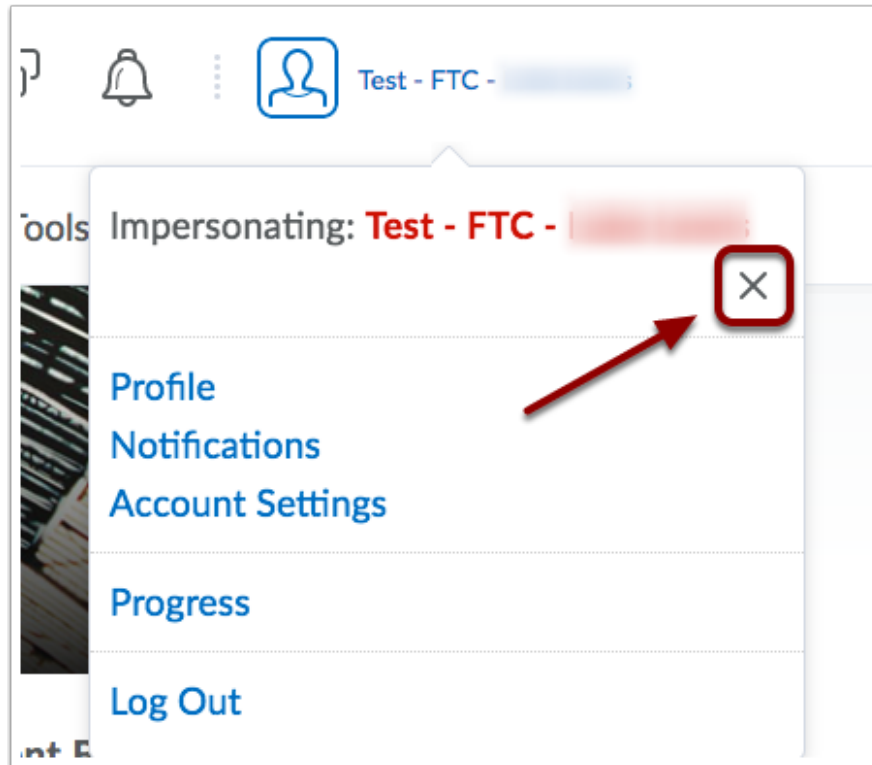 Test - FTC -
ools
Impersonating: Test - FTC -
Profile
Notifications
Account Settings
Progress
Log Out